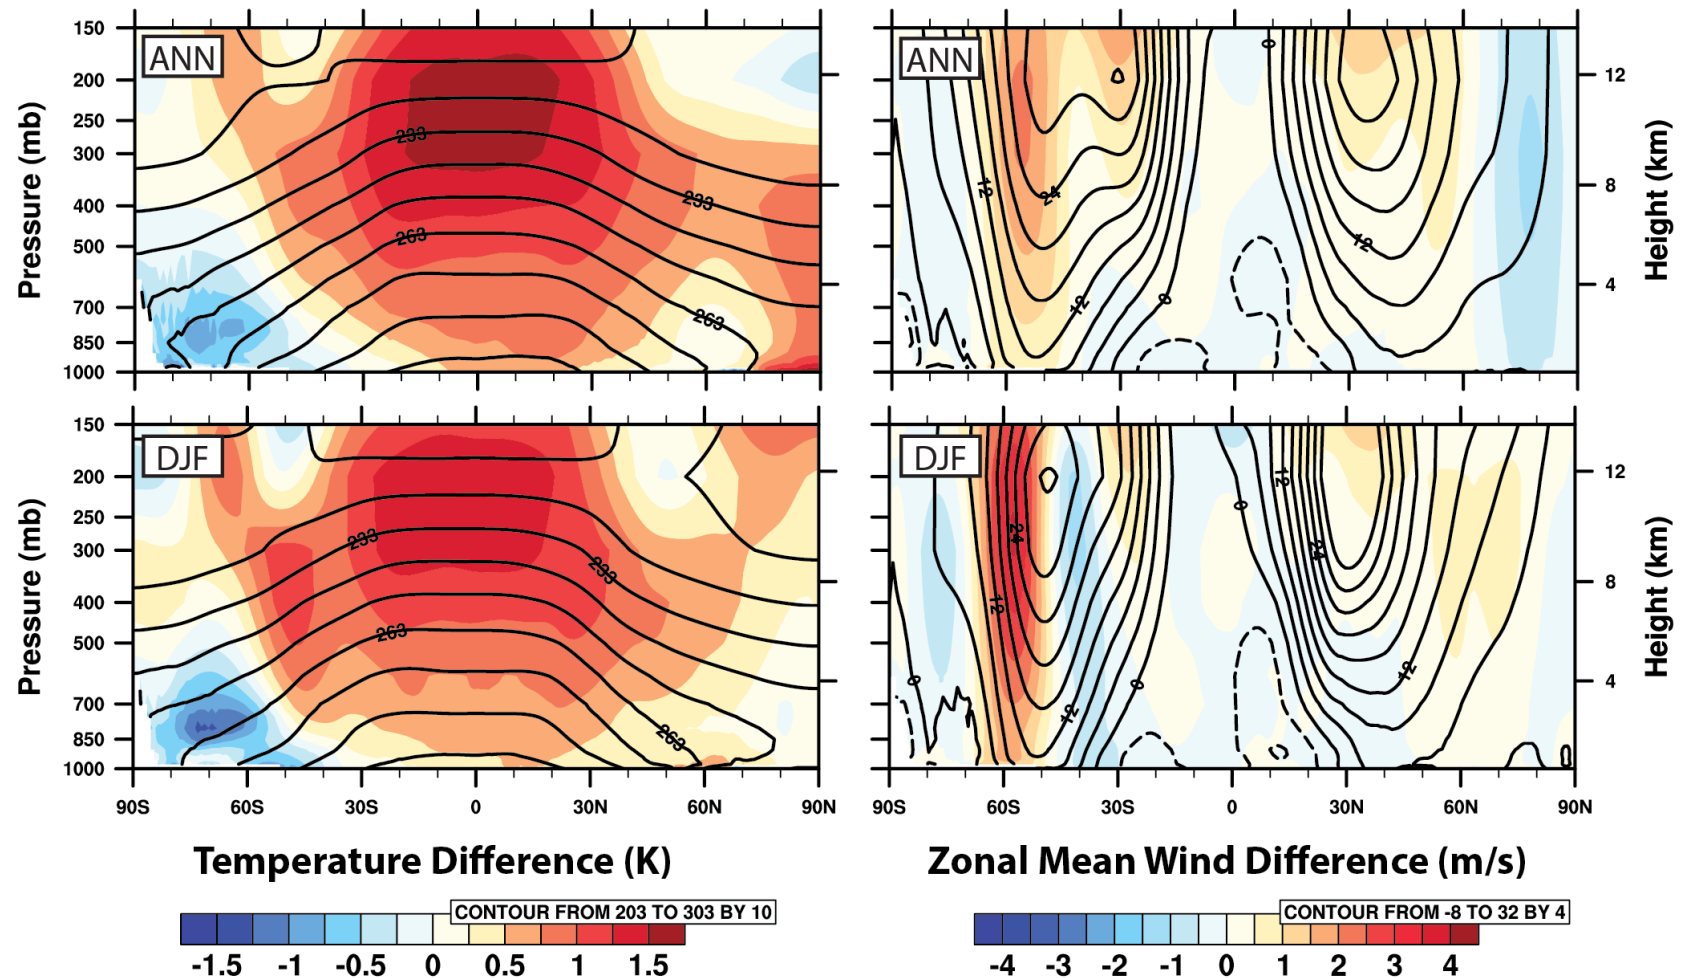 150
200
250
300
400
500
700
850
1000
Pressure (mb)
ANN
233
233
263
263
ANN
0
12
24
12
12
0
12
8
4
Height (km)
150
200
250
300
400
500
700
850
1000
Pressure (mb)
DJF
233
233
263
263
90S 60S 30S 0 30N 60N 90N
DJF
12
0
24
24
12
12
0
0
12
12
8
4
Height (km)
90S 60S 30S 0 30N 60N 90N
Temperature Difference (K)
Zonal Mean Wind Difference (m/s)
CONTOUR FROM 203 TO 303 BY 10
-1.5 -1 -0.5 0 0.5 1 1.5
CONTOUR FROM -8 TO 32 BY 4
-4 -3 -2 -1 0 1 2 3 4